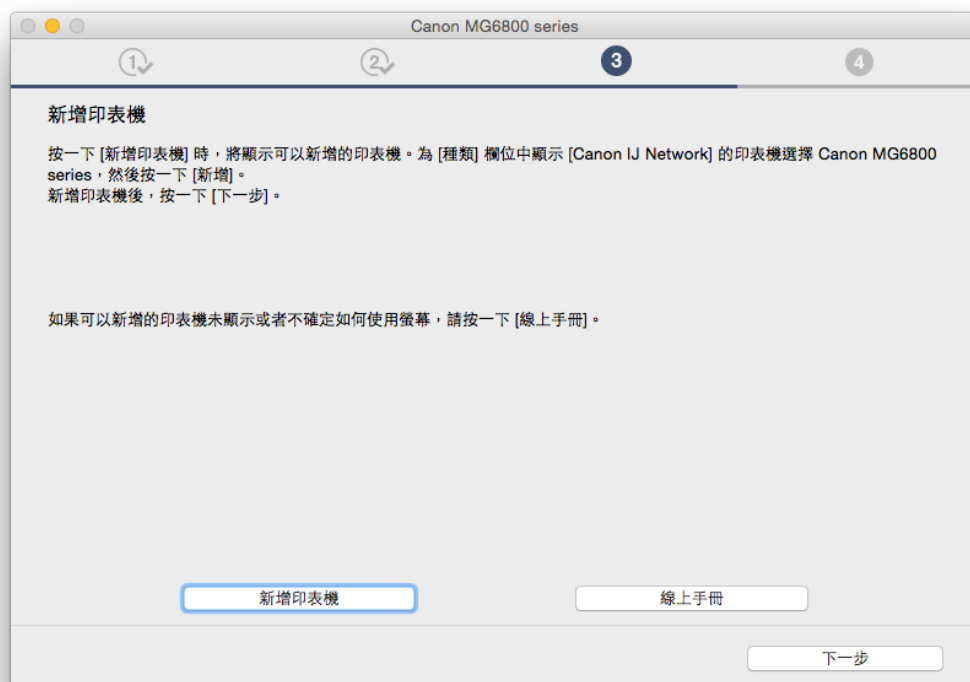 Canon MG6800 series
1 2 3 4
新增印表機
按一下 [新增印表機] 時，將顯示可以新增的印表機。為 [種類] 欄位中顯示 [Canon IJ Network] 的印表機選擇 Canon MG6800
series，然後按一下 [新增]。
新增印表機後，按一下 [下一步]。
如果可以新增的印表機未顯示或者不確定如何使用螢幕，請按一下 [線上手冊]。
新增印表機 線上手冊
下一步